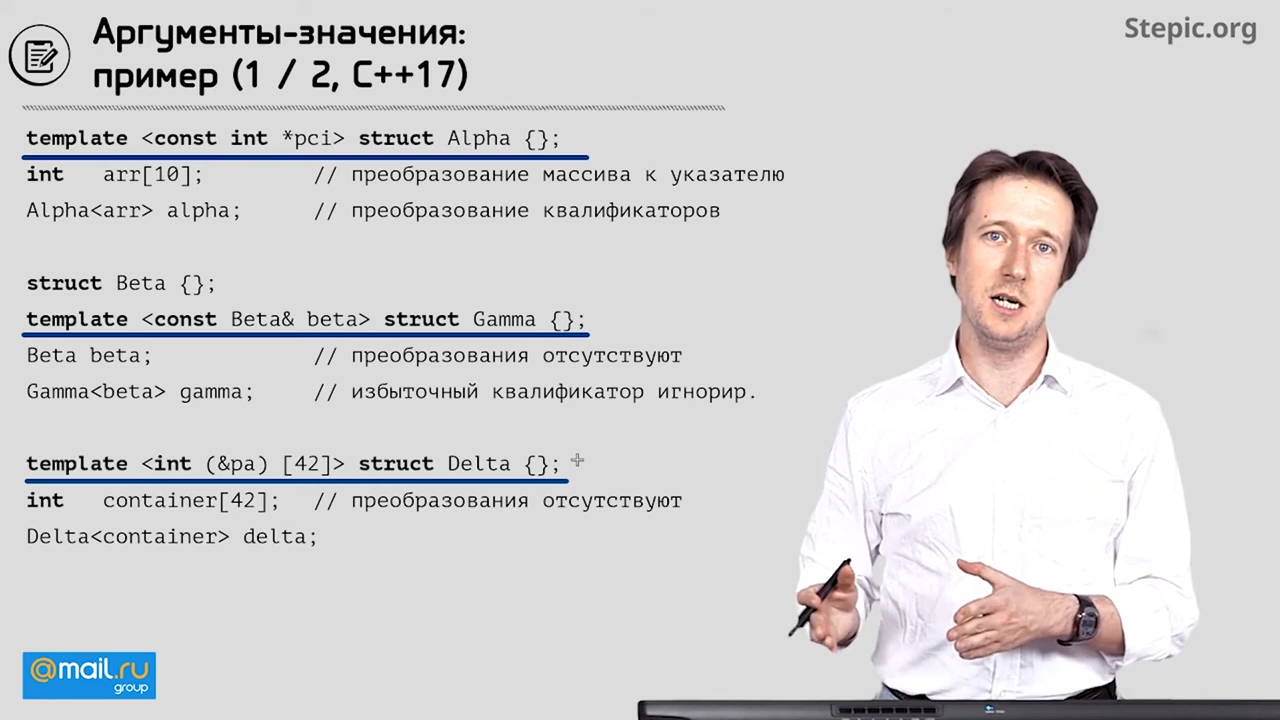 Аргументы-значения:
пример (1 / 2, C++17)
Stepic.org
template <const int *pci> struct Alpha {};
int arr[10]; // преобразование массива к указателю
Alpha<arr> alpha; // преобразование квалификаторов
struct Beta {};
template <const Beta& beta> struct Gamma {};
Beta beta; // преобразования отсутствуют
Gamma<beta> gamma; // избыточный квалификатор игнорир.
template <int (&pa) [42]> struct Delta {};
int container[42]; // преобразования отсутствуют
Delta<container> delta;
@mail.ru
group